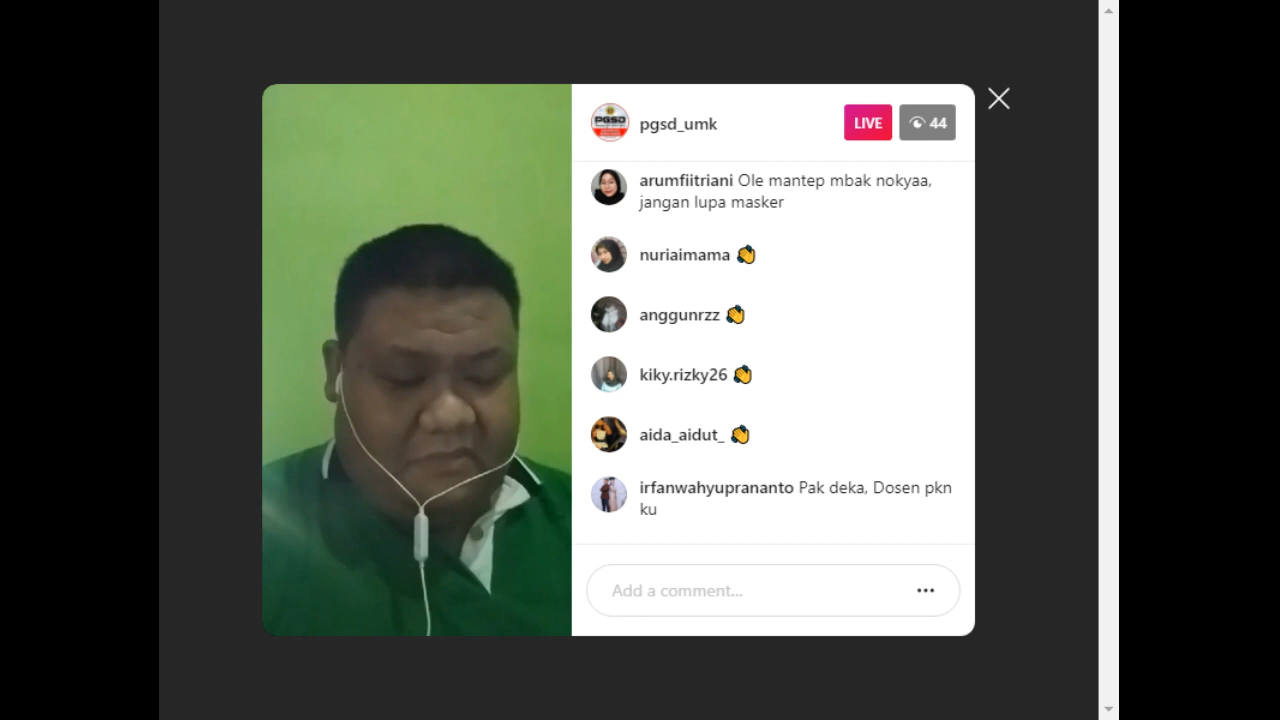 pgsd_umk
LIVE
44
PGSD
arumfiitriani Ole mantep mbak nokyaa,
jangan lupa masker
nuriaimama
anggunrzz
kiky.rizky26
aida_aidut_
irfanwahyuprananto Pak deka, Dosen pkn
ku
Add a comment...